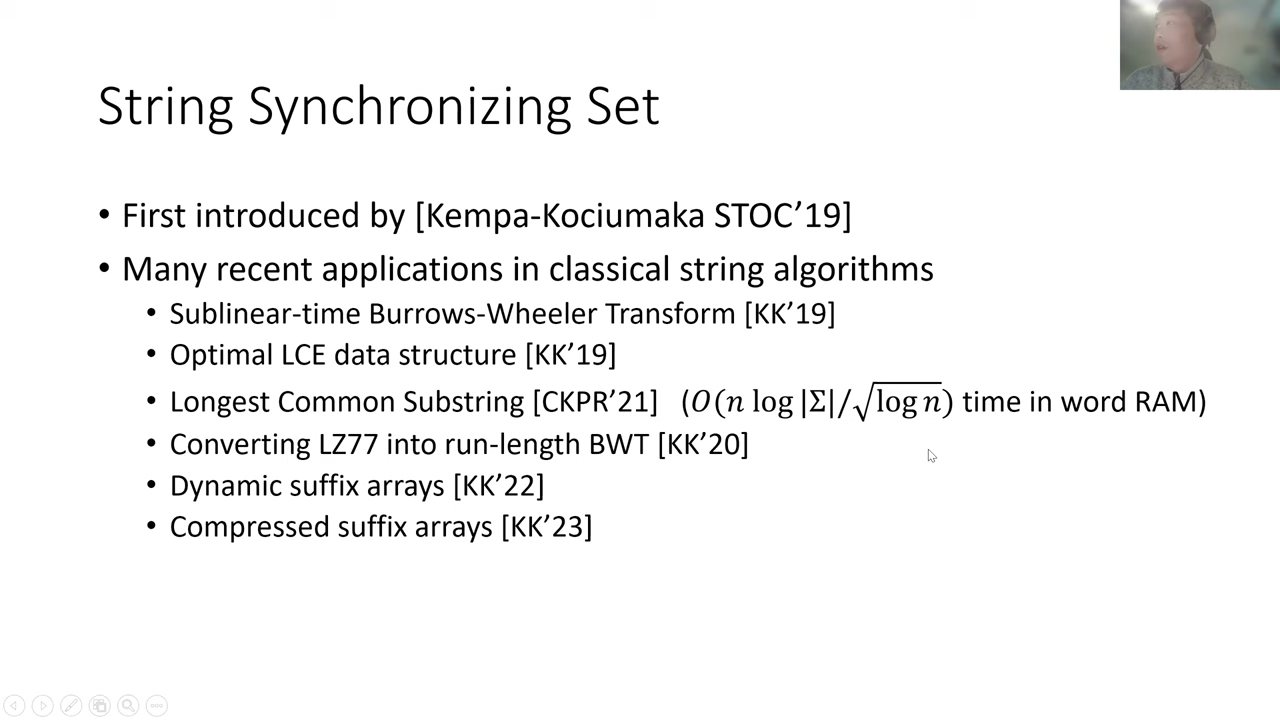 String Synchronizing Set
• First introduced by [Kempa-Kociumaka STOC’19]
• Many recent applications in classical string algorithms
• Sublinear-time Burrows-Wheeler Transform [KK’19]
• Optimal LCE data structure [KK’19]
• Longest Common Substring [CKPR’21] (O(n log |Σ|/√log n) time in word RAM)
• Converting LZ77 into run-length BWT [KK’20]
• Dynamic suffix arrays [KK’22]
• Compressed suffix arrays [KK’23]